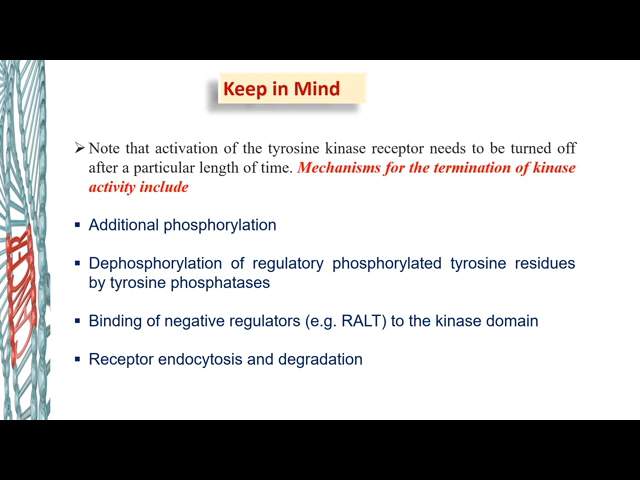 Keep in Mind
➢ Note that activation of the tyrosine kinase receptor needs to be turned off
after a particular length of time. Mechanisms for the termination of kinase
activity include
▪ Additional phosphorylation
▪ Dephosphorylation of regulatory phosphorylated tyrosine residues
by tyrosine phosphatases
▪ Binding of negative regulators (e.g. RALT) to the kinase domain
▪ Receptor endocytosis and degradation
CANCER